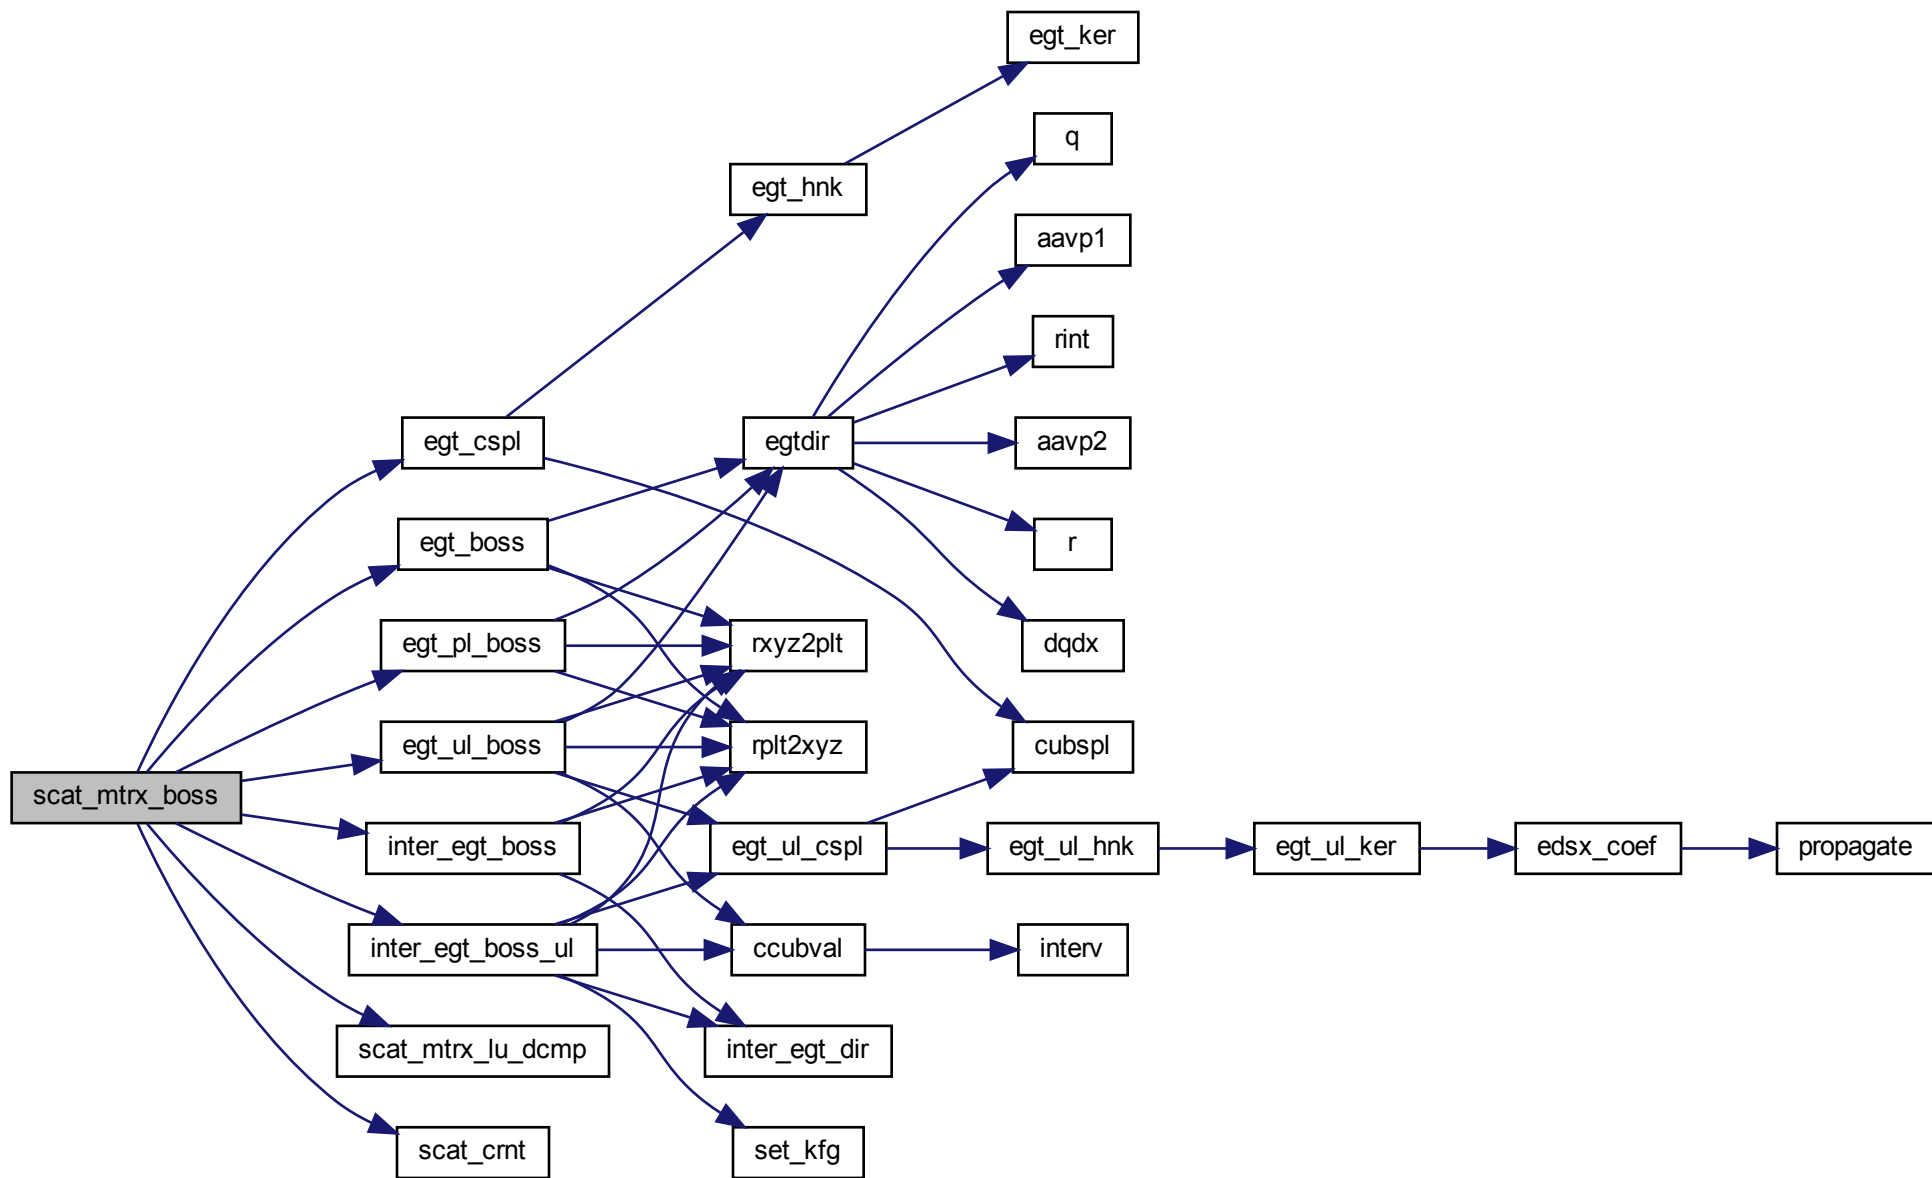 egt_ker
q
egt_hnk
aavp1
rint
egt_cspl
egtdir
aavp2
egt_boss
r
egt_pl_boss
rxyz2plt
dqdx
egt_ul_boss
rplt2xyz
cubspl
scat_mtrx_boss
inter_egt_boss
egt_ul_cspl
egt_ul_hnk
egt_ul_ker
edsx_coef
propagate
inter_egt_boss_ul
ccubval
interv
scat_mtrx_lu_dcmp
inter_egt_dir
scat_crnt
set_kfg